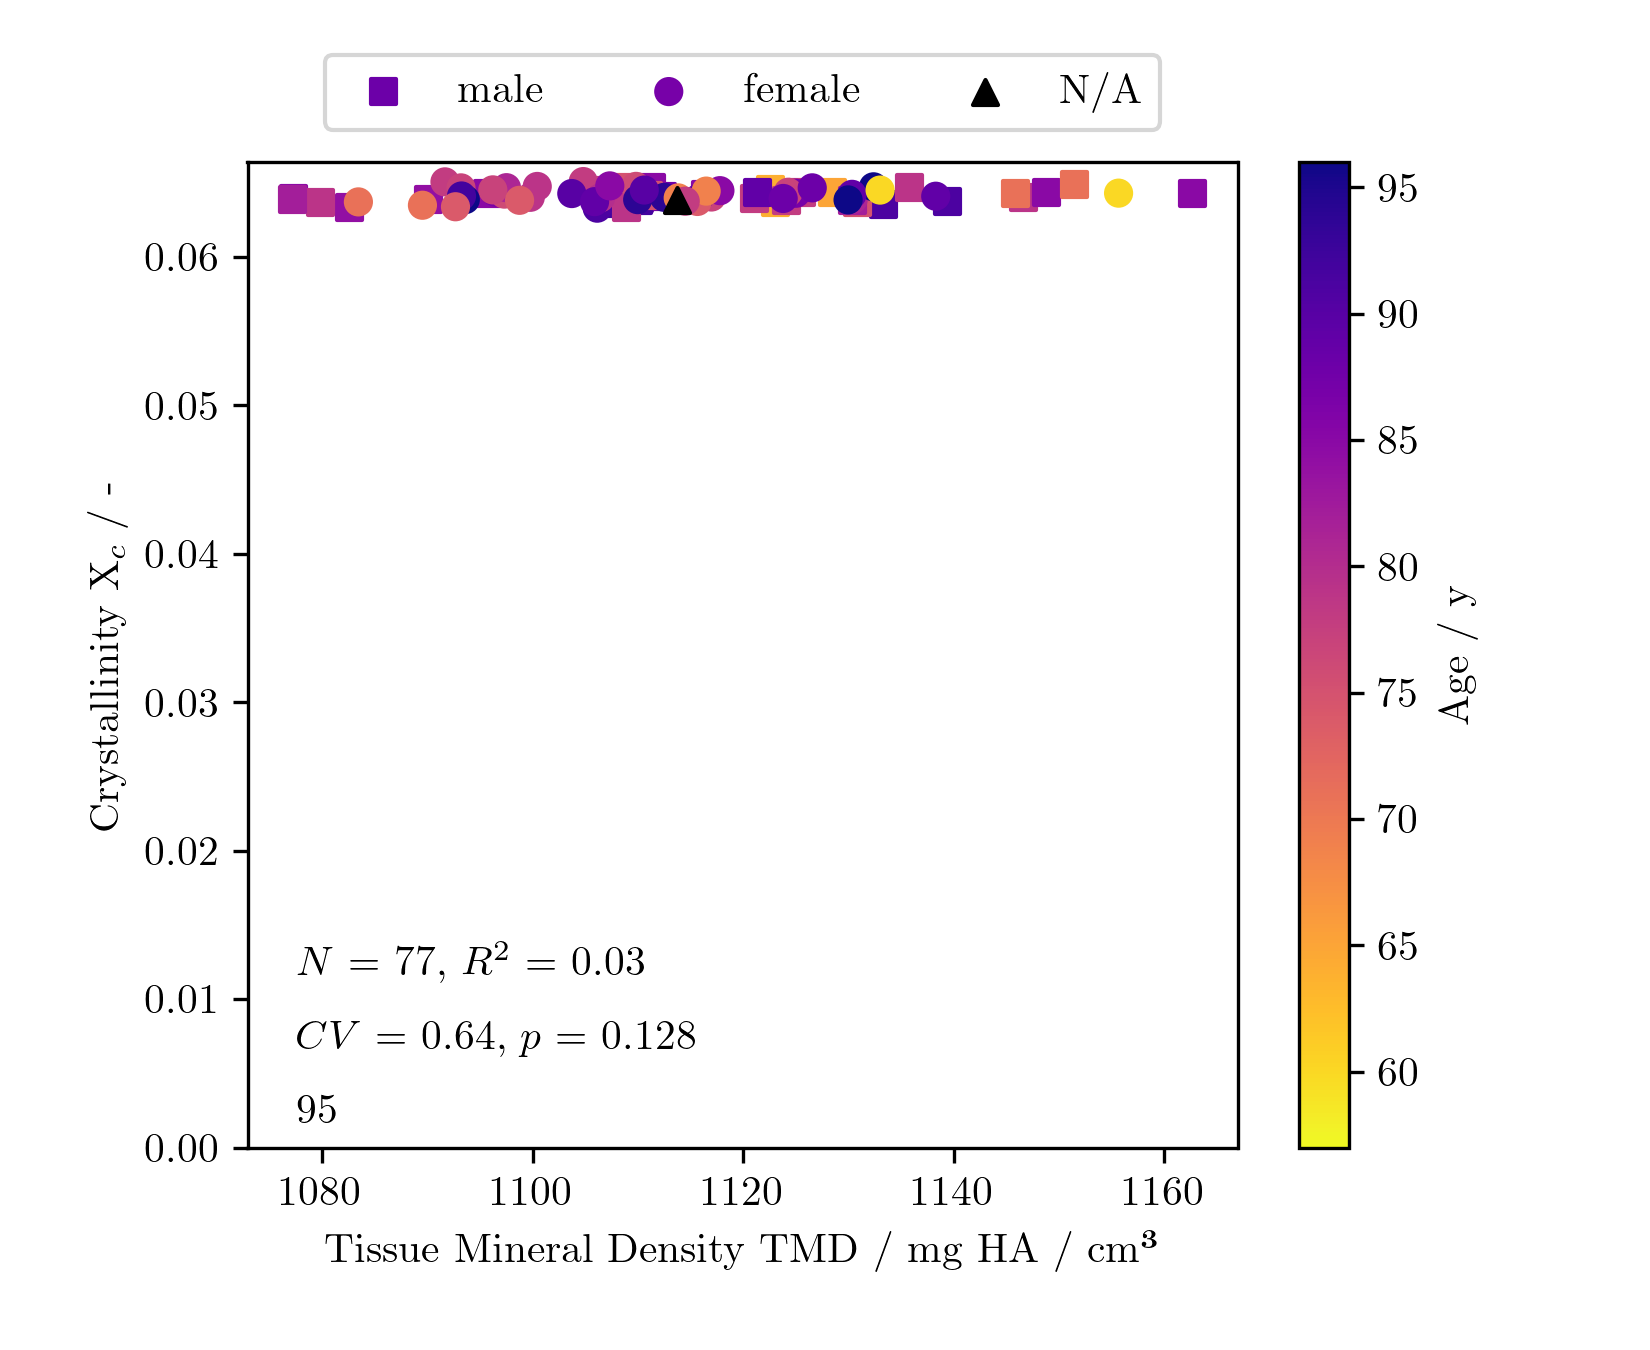 male female N/A
0.06
0.05
0.04
0.03
0.02
0.01
0.00
Crystallinity X_c / -
N = 77, R² = 0.03
CV = 0.64, p = 0.128
95
1080 1100 1120 1140 1160
Tissue Mineral Density TMD / mg HA / cm³
95
90
85
80
75
70
65
60
Age / y